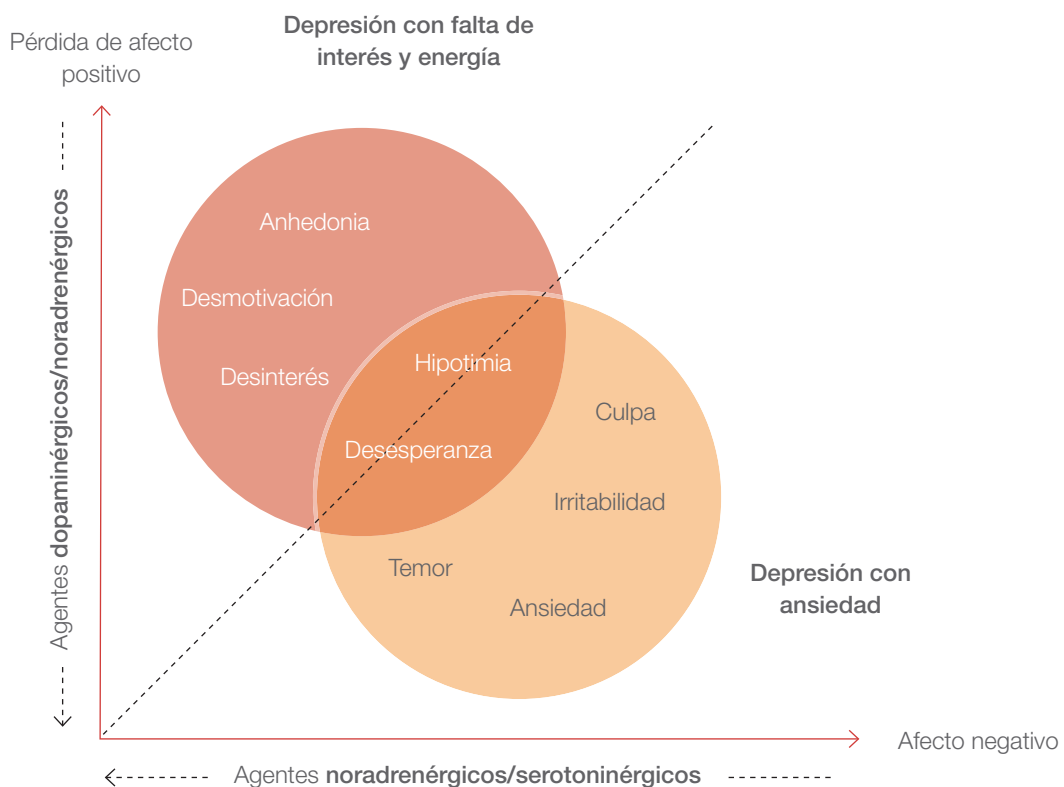 Depresión con falta de
interés y energía
Pérdida de afecto
positivo
Agentes dopaminérgicos/noradrenérgicos
Anhedonia
Desmotivación
Desinterés
Hipotimia
Desesperanza
Culpa
Irritabilidad
Temor
Ansiedad
Depresión con
ansiedad
Afecto negativo
Agentes noradrenérgicos/serotoninérgicos